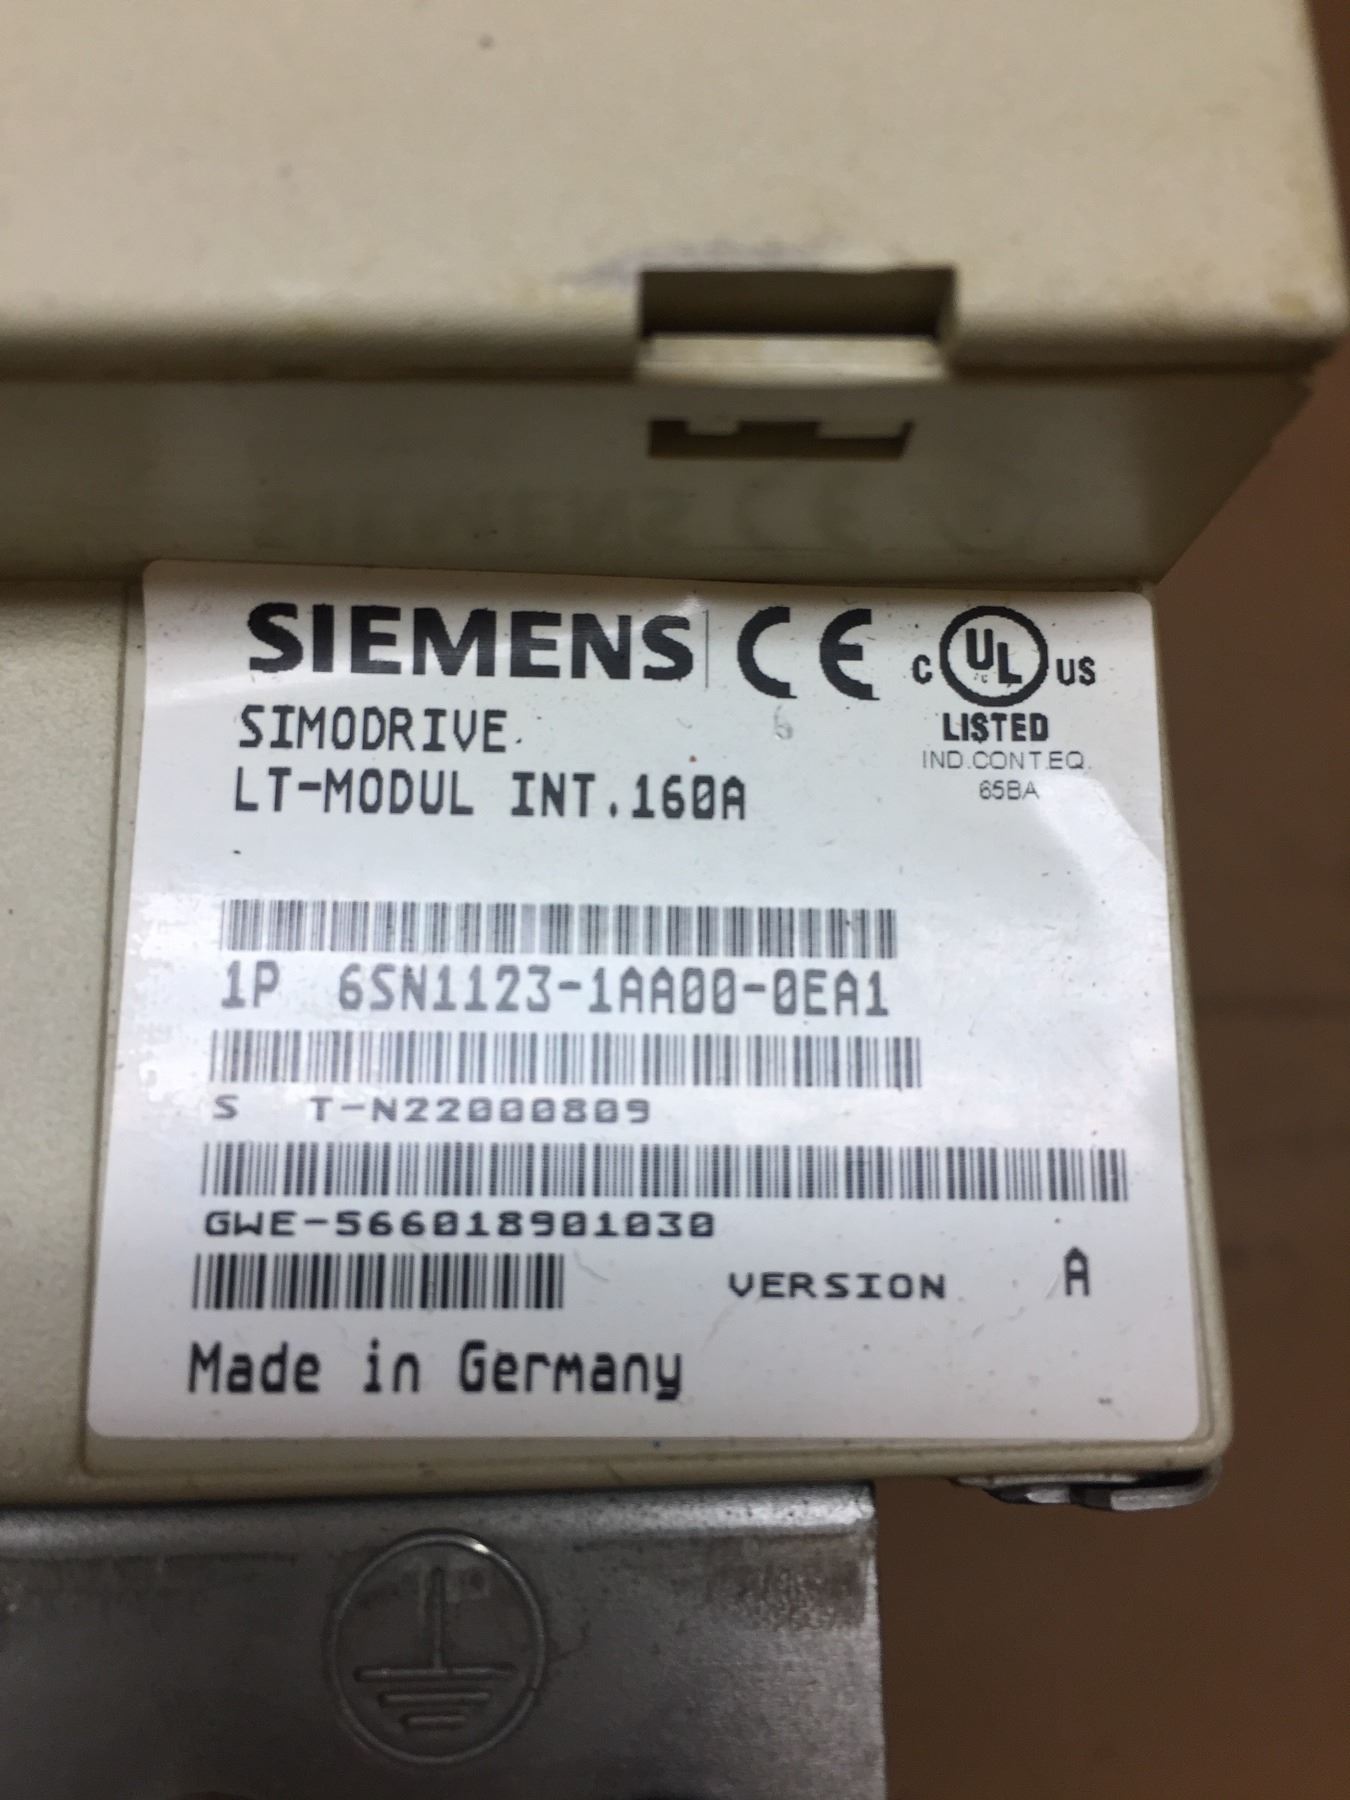 SIEMENS CE C UL US
LISTED
SIMODRIVE
IND.CONT.EQ.
LT-MODUL INT.160A
65BA
1P 6SN1123-1AA00-0EA1
S T-N22000809
GWE-566018901030
VERSION A
Made in Germany